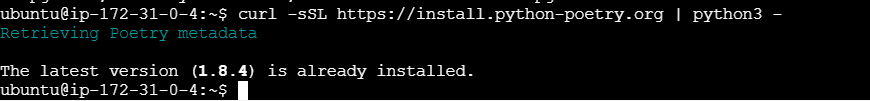 ubuntu@ip-172-31-0-4:~$ curl -sSL https://install.python-poetry.org | python3 -
Retrieving Poetry metadata
The latest version (1.8.4) is already installed.
ubuntu@ip-172-31-0-4:~$